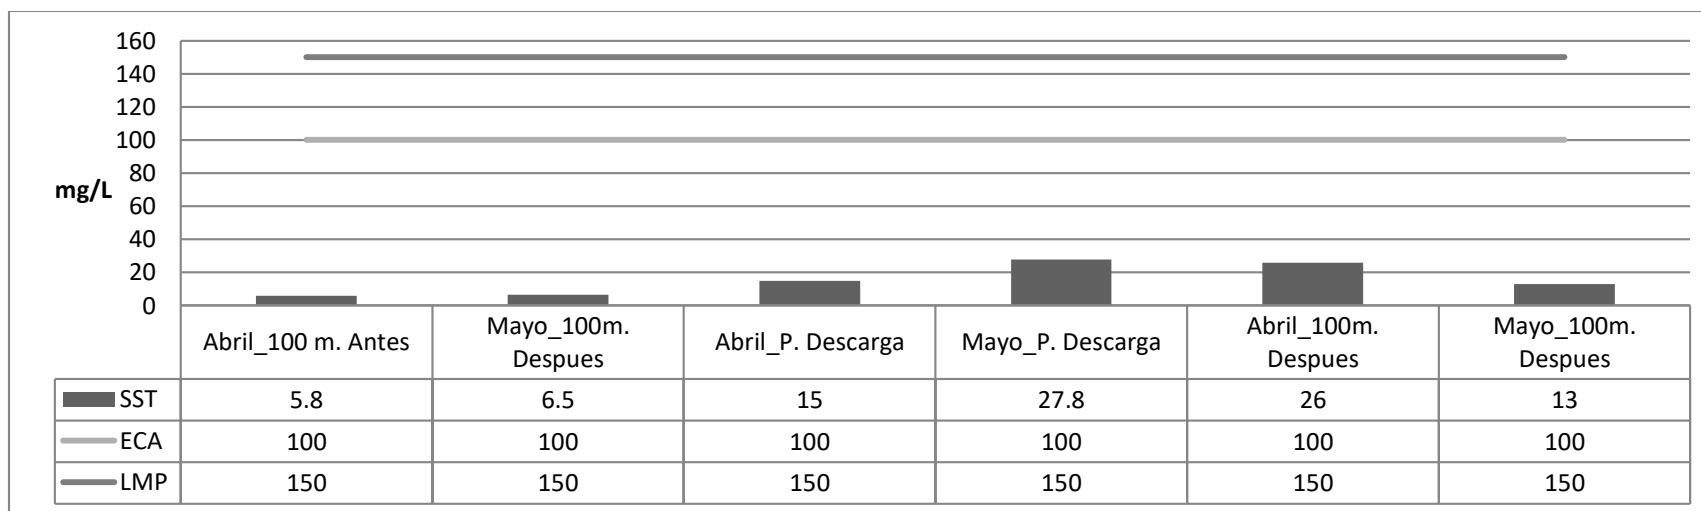 160
140
120
100
80
60
40
20
0
mg/L
Abril_100 m. Antes
Mayo_100m.
Despues
Abril_P. Descarga
Mayo_P. Descarga
Abril_100m.
Despues
Mayo_100m.
Despues
SST 5.8 6.5 15 27.8 26 13
ECA 100 100 100 100 100 100
LMP 150 150 150 150 150 150